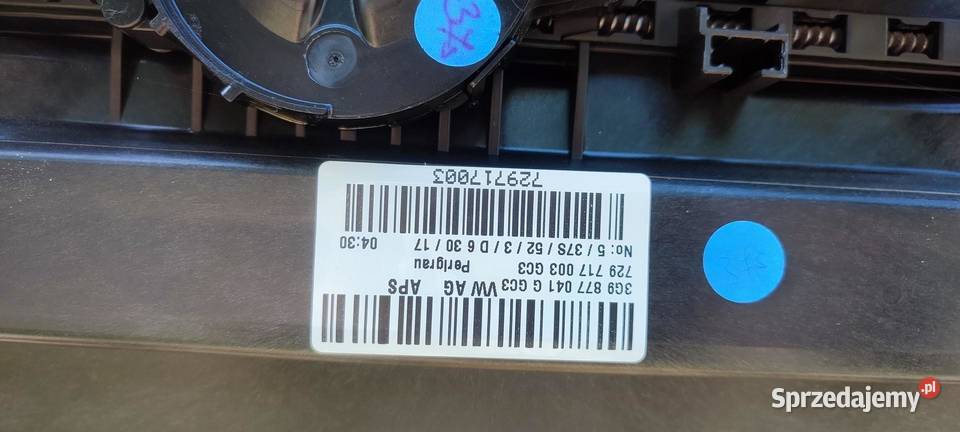 3G9 877 041 G GC3 VW AG APS
729 717 003 GC3 Perlgrau
No: 5 / 37S / 52 / 3 / D 6 30 / 17 04:30
729717003
Sprzedajemy.pl